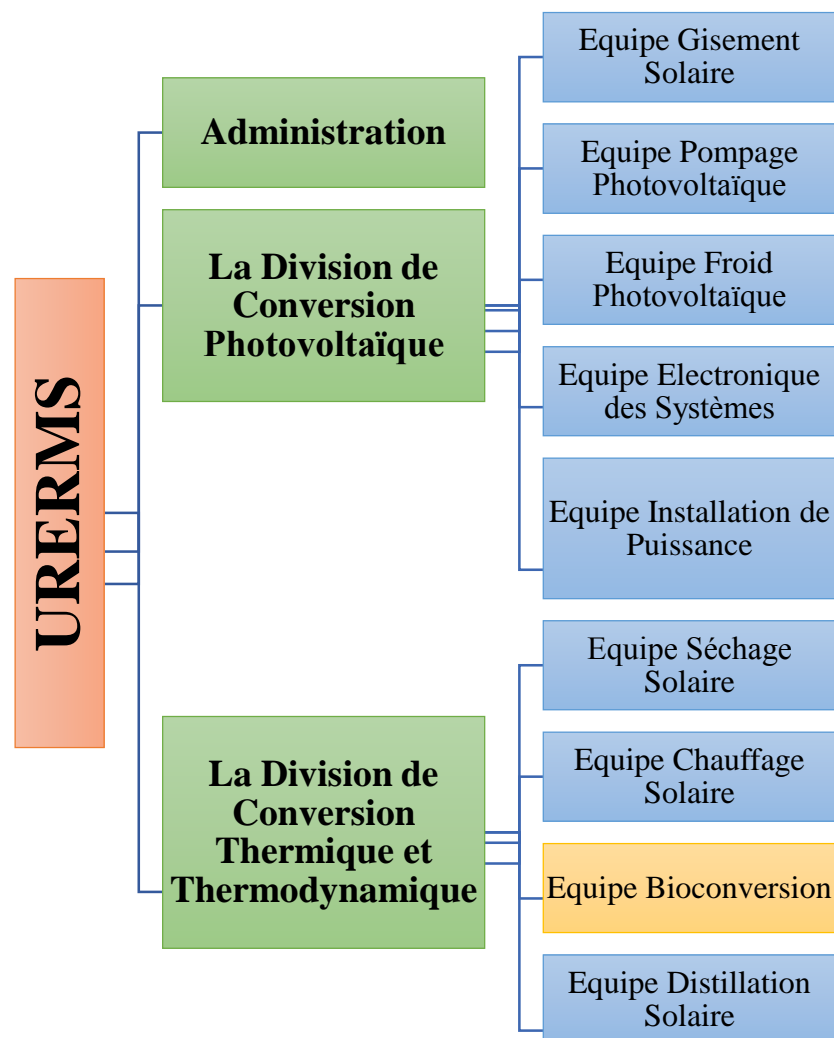 URERMS
Administration
La Division de
Conversion
Photovoltaïque
Equipe Gisement
Solaire
Equipe Pompage
Photovoltaïque
Equipe Froid
Photovoltaïque
Equipe Electronique
des Systèmes
Equipe Installation de
Puissance
La Division de
Conversion
Thermique et
Thermodynamique
Equipe Séchage
Solaire
Equipe Chauffage
Solaire
Equipe Bioconversion
Equipe Distillation
Solaire